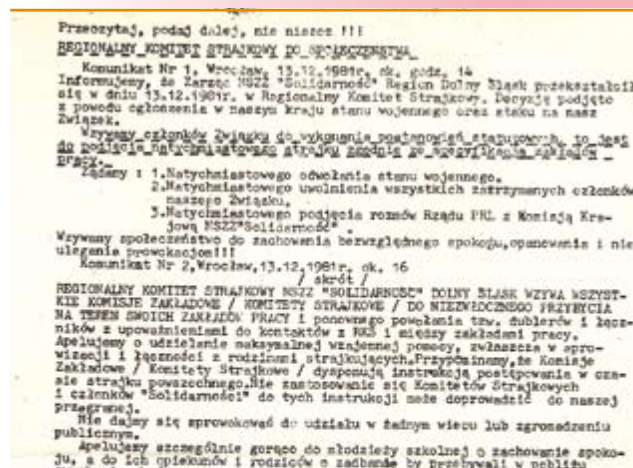 Przeczytaj, podaj dalej, nie niszcz !!!
REGIONALNY KOMITET STRAJKOWY DO SPOŁECZEŃSTWA
Komunikat Nr 1, Wrocław, 13.12.1981r, ok. godz. 14
Informujemy, że Zarząd NSZZ "Solidarność" Region Dolny Śląsk przekształcił
się w dniu 13.12.1981r. w Regionalny Komitet Strajkowy. Decyzję podjęto
z powodu ogłoszenia w naszym kraju stanu wojennego oraz ataku na nasz
Związek.
Wzywamy członków Związku do wykonania postanowień statutowych, to jest
do podjęcia natychmiastowego strajku zgodnie ze specyfikacją zakładów
pracy.
Żądamy : 1.Natychmiastowego odwołania stanu wojennego.
2.Natychmiastowego uwolnienia wszystkich zatrzymanych członków
naszego Związku.
3.Natychmiastowego podjęcia rozmów Rządu PRL z Komisją Kra-
jową NSZZ"Solidarność" .
Wzywamy społeczeństwo do zachowania bezwzględnego spokoju,opanowania i nie
ulegania prowokacjom!!!
Komunikat Nr 2,Wrocław,13.12.1981r. ok. 16
/ skrót /
REGIONALNY KOMITET STRAJKOWY NSZZ "SOLIDARNOŚĆ" DOLNY ŚLĄSK WZYWA WSZYST-
KIE KOMISJE ZAKŁADOWE / KOMITETY STRAJKOWE / DO NIEZWŁOCZNEGO PRZYBYCIA
NA TEREN SWOICH ZAKŁADÓW PRACY i ponownego powołania tzw. dublerów i łącz-
ników z upoważnieniami do kontaktów z RKS i między zakładami pracy.
Apelujemy o udzielanie maksymalnej wzajemnej pomocy, zwłaszcza w apro-
wizacji i łączności z rodzinami strajkujących.Przypominamy,że Komisje
Zakładowe / Komitety Strajkowe / dysponują instrukcją postępowania w cza-
sie strajku powszechnego.Nie zastosowanie się Komitetów Strajkowych
i członków "Solidarności" do tych instrukcji może doprowadzić do naszej
przegranej.
Nie dajmy się sprowokować do udziału w żadnym wiecu lub zgromadzeniu
publicznym.
Apelujemy szczególnie gorąco do młodzieży szkolnej o zachowanie spoko-
ju, a do ich opiekunów i rodziców o zadbanie by przebywali w pobliżu